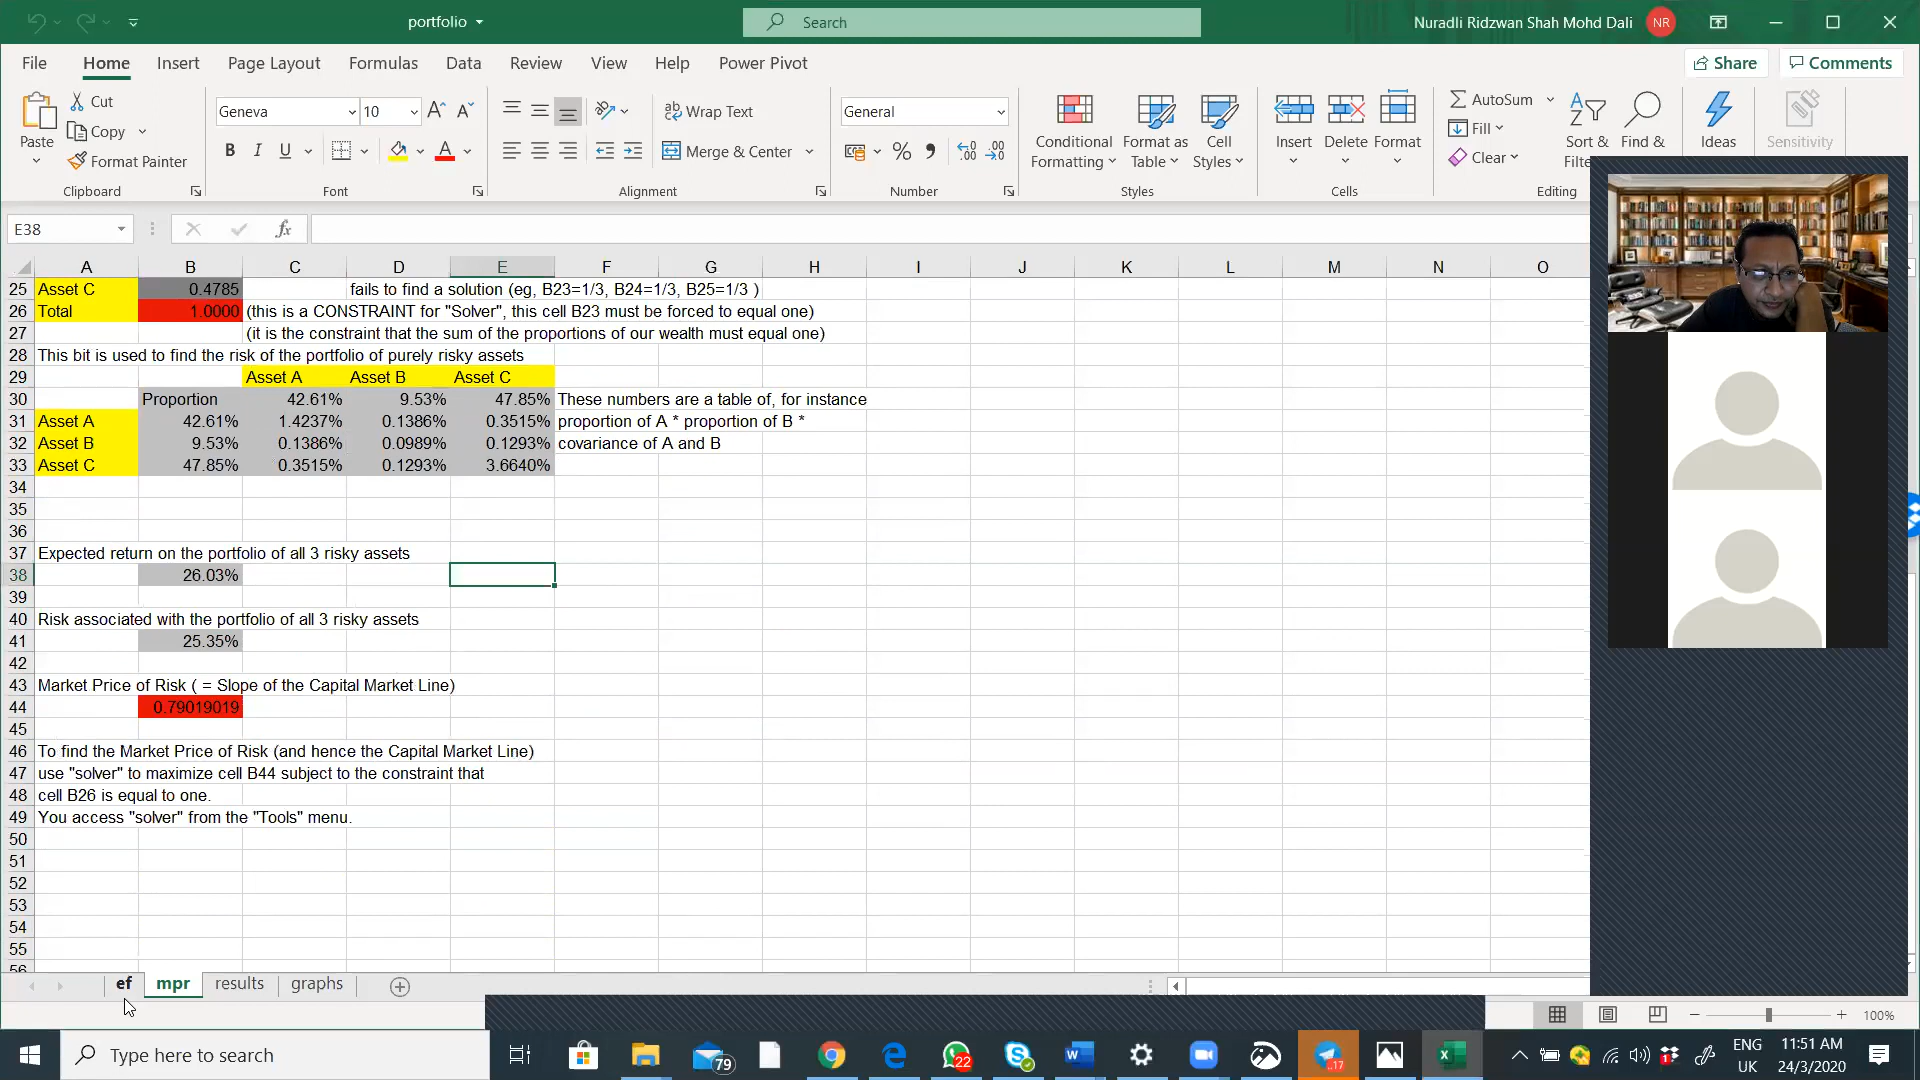 portfolio
Search
Nuradli Ridzwan Shah Mohd Dali
NR
File Home Insert Page Layout Formulas Data Review View Help Power Pivot
Share
Comments
Paste
Cut
Copy
Format Painter
Clipboard
Geneva 10
B I U
Font
Wrap Text
Merge & Center
Alignment
General
Number
Conditional Formatting
Format as Table
Cell Styles
Styles
Insert Delete Format
Cells
AutoSum
Fill
Clear
Sort &
Find &
Editing
Ideas
Sensitivity
E38
fx
A B C D E F G H I J K L M N O
25 Asset C 0.4785 fails to find a solution (eg, B23=1/3, B24=1/3, B25=1/3 )
26 Total 1.0000 (this is a CONSTRAINT for "Solver", this cell B23 must be forced to equal one)
27 (it is the constraint that the sum of the proportions of our wealth must equal one)
28 This bit is used to find the risk of the portfolio of purely risky assets
29 Asset A Asset B Asset C
30 Proportion 42.61% 9.53% 47.85% These numbers are a table of, for instance
31 Asset A 42.61% 1.4237% 0.1386% 0.3515% proportion of A * proportion of B *
32 Asset B 9.53% 0.1386% 0.0989% 0.1293% covariance of A and B
33 Asset C 47.85% 0.3515% 0.1293% 3.6640%
34
35
36
37 Expected return on the portfolio of all 3 risky assets
38 26.03%
39
40 Risk associated with the portfolio of all 3 risky assets
41 25.35%
42
43 Market Price of Risk ( = Slope of the Capital Market Line)
44 0.79019019
45
46 To find the Market Price of Risk (and hence the Capital Market Line)
47 use "solver" to maximize cell B44 subject to the constraint that
48 cell B26 is equal to one.
49 You access "solver" from the "Tools" menu.
50
51
52
53
54
55
56
ef mpr results graphs
100%
Type here to search
79
22
17
ENG
UK
11:51 AM
24/3/2020